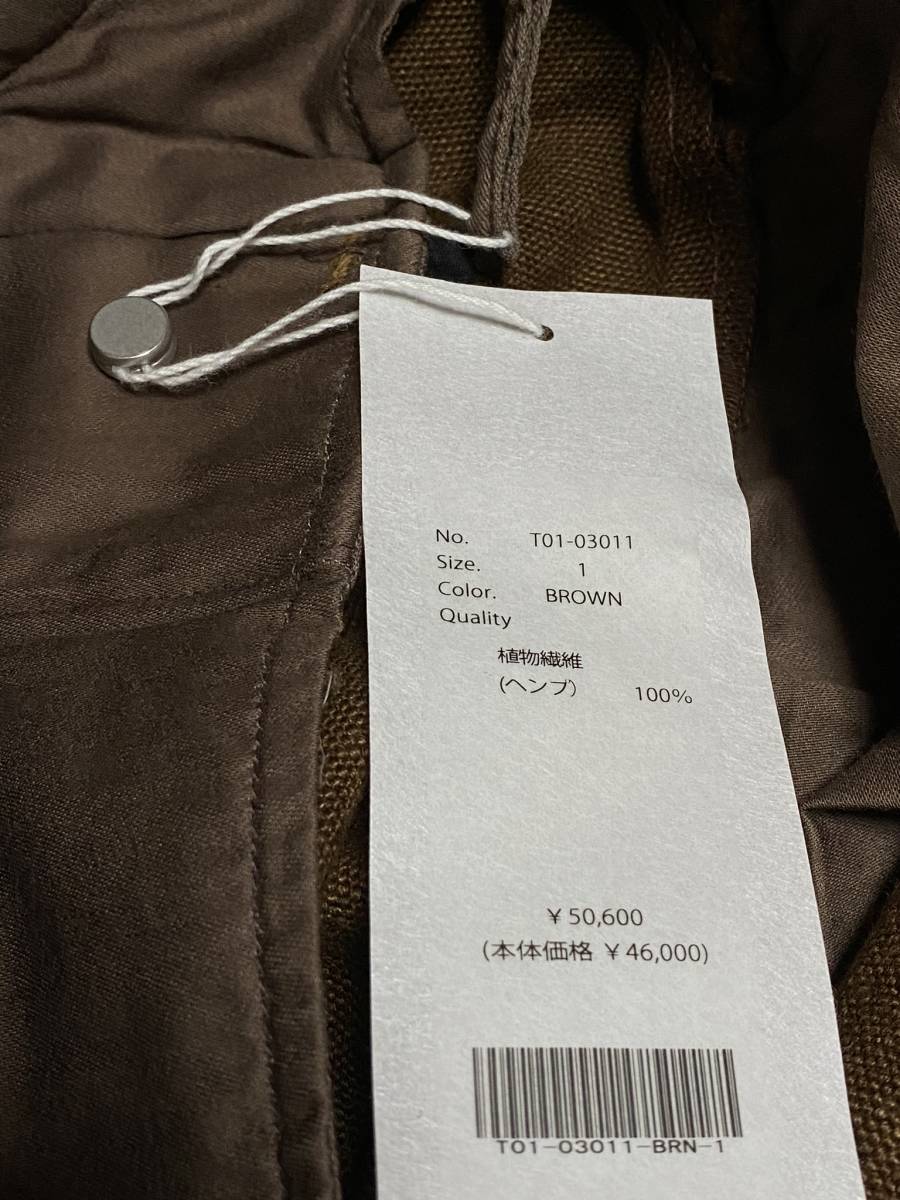 No. T01-03011
Size. 1
Color. BROWN
Quality
植物繊維
(ヘンプ) 100%
¥50,600
(本体価格 ¥46,000)
T01-03011-BRN-1